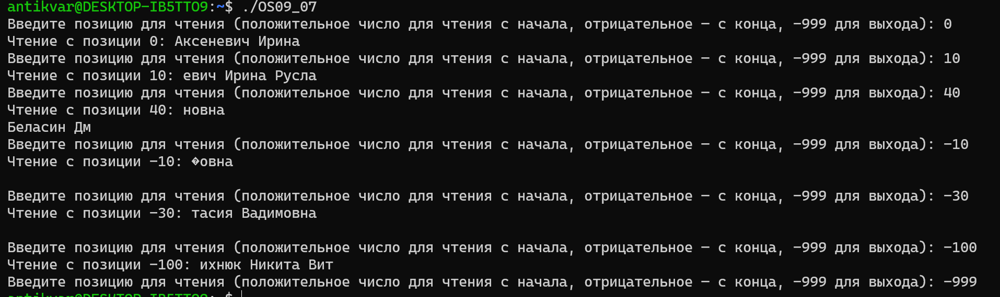 antikvar@DESKTOP-IB5TTO9:~$ ./OS09_07
Введите позицию для чтения (положительное число для чтения с начала, отрицательное — с конца, -999 для выхода): 0
Чтение с позиции 0: Аксеневич Ирина
Введите позицию для чтения (положительное число для чтения с начала, отрицательное — с конца, -999 для выхода): 10
Чтение с позиции 10: евич Ирина Русла
Введите позицию для чтения (положительное число для чтения с начала, отрицательное — с конца, -999 для выхода): 40
Чтение с позиции 40: новна
Беласин Дм
Введите позицию для чтения (положительное число для чтения с начала, отрицательное — с конца, -999 для выхода): -10
Чтение с позиции -10: �овна
Введите позицию для чтения (положительное число для чтения с начала, отрицательное — с конца, -999 для выхода): -30
Чтение с позиции -30: тасия Вадимовна
Введите позицию для чтения (положительное число для чтения с начала, отрицательное — с конца, -999 для выхода): -100
Чтение с позиции -100: ихнюк Никита Вит
Введите позицию для чтения (положительное число для чтения с начала, отрицательное — с конца, -999 для выхода): -999
antikvar@DESKTOP-IB5TTO9:~$